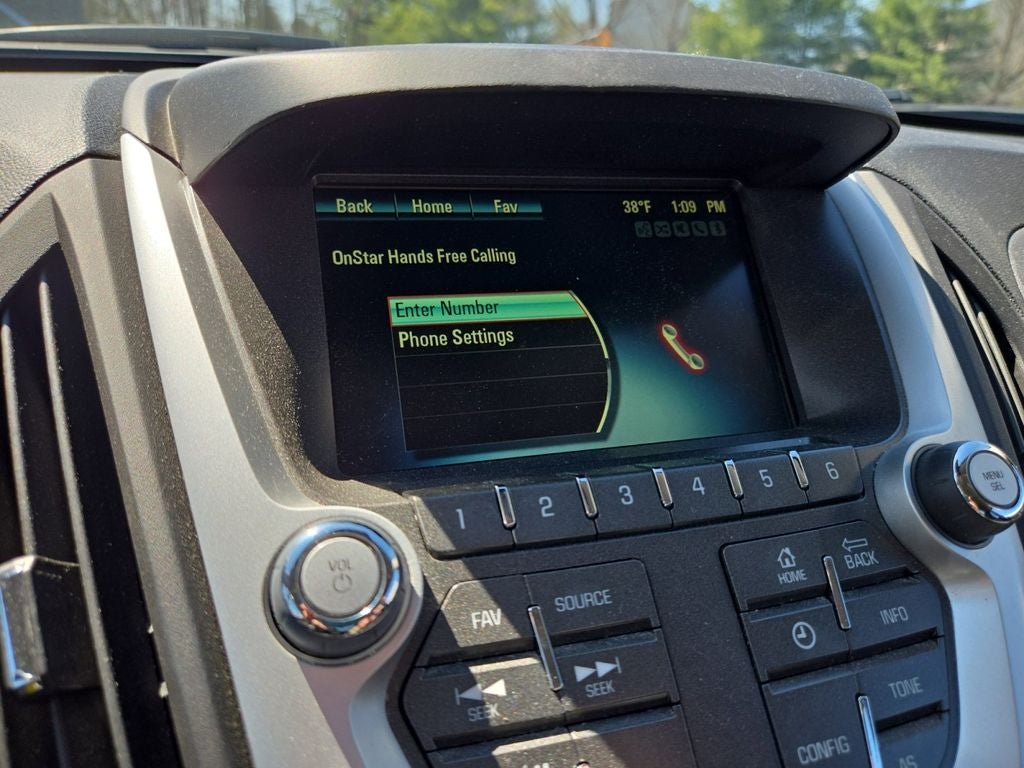 Back Home Fav 38°F 1:09 PM
OnStar Hands Free Calling
Enter Number
Phone Settings
1 2 3 4 5 6
MENU
SEL
VOL
FAV SOURCE
HOME BACK
INFO
SEEK SEEK
TONE
CONFIG
AS